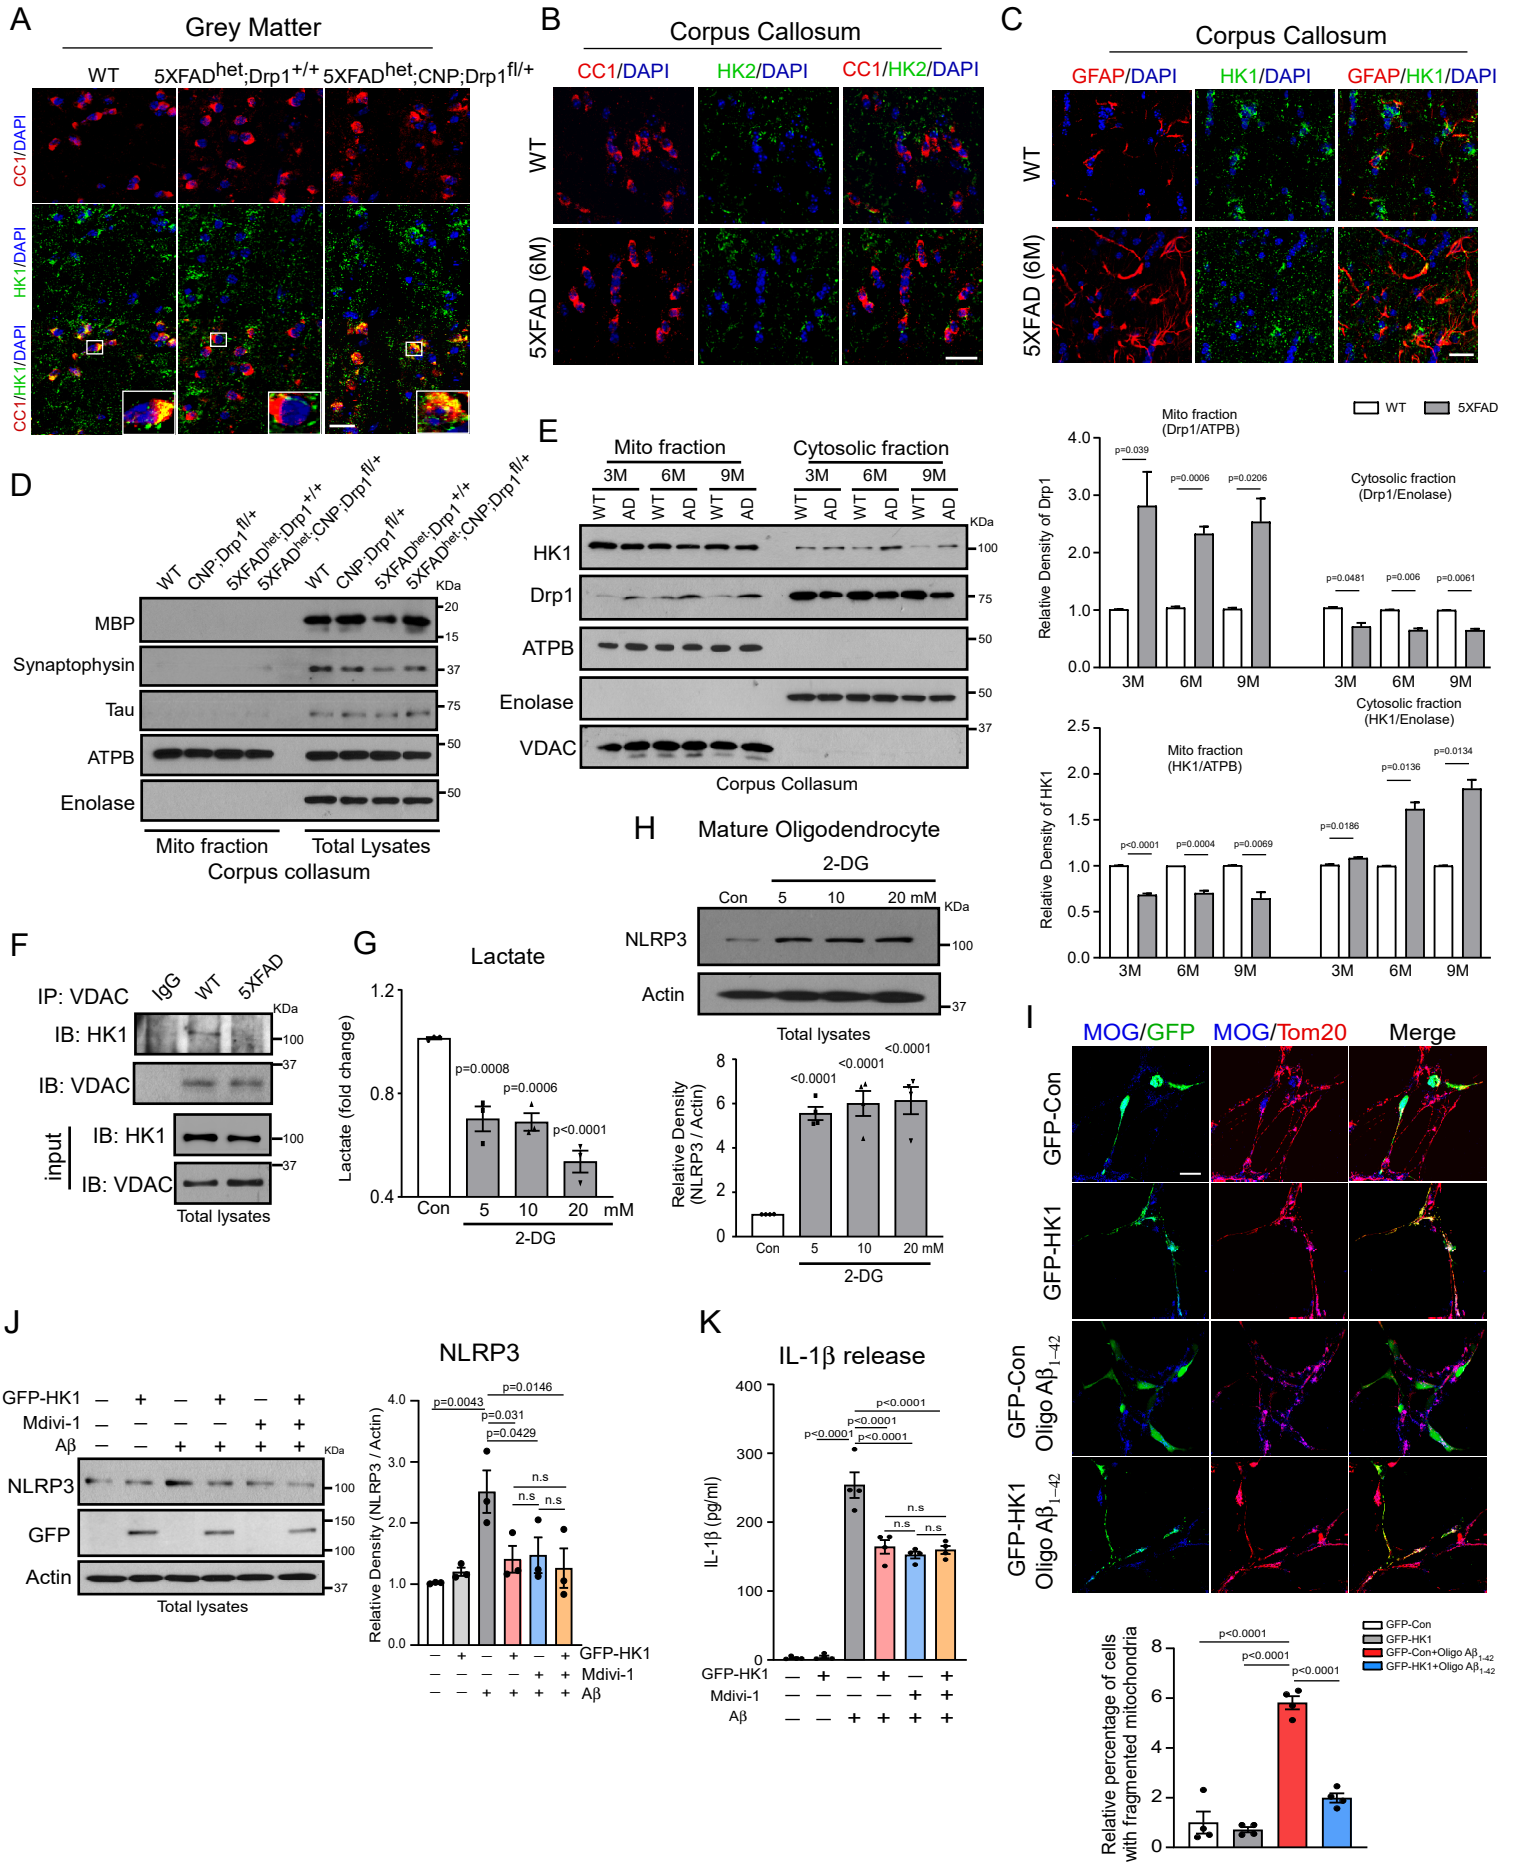 A
Grey Matter
WT
5XFADhet;Drp1+/+
5XFADhet;CNP;Drp1fl/+
CC1/DAPI
HK1/DAPI
CC1/HK1/DAPI
B
Corpus Callosum
CC1/DAPI
HK2/DAPI
CC1/HK2/DAPI
WT
5XFAD (6M)
C
Corpus Callosum
GFAP/DAPI
HK1/DAPI
GFAP/HK1/DAPI
WT
5XFAD (6M)
D
WT
CNP;Drp1fl/+
5XFADhet;Drp1+/+
5XFADhet;CNP;Drp1fl/+
WT
CNP;Drp1fl/+
5XFADhet;Drp1+/+
5XFADhet;CNP;Drp1fl/+
KDa
MBP
20
15
Synaptophysin
37
Tau
75
ATPB
50
Enolase
50
Mito fraction
Total Lysates
Corpus collasum
E
Mito fraction
Cytosolic fraction
3M 6M 9M 3M 6M 9M
WT AD WT AD WT AD WT AD WT AD WT AD
KDa
HK1
100
Drp1
75
ATPB
50
Enolase
50
VDAC
37
Corpus Collasum
WT
5XFAD
Mito fraction
(Drp1/ATPB)
Cytosolic fraction
(Drp1/Enolase)
Relative Density of Drp1
4.0
3.0
2.0
1.0
0.0
p=0.039
p=0.0006
p=0.0206
p=0.0481
p=0.006
p=0.0061
3M 6M 9M 3M 6M 9M
Mito fraction
(HK1/ATPB)
Cytosolic fraction
(HK1/Enolase)
Relative Density of HK1
2.5
2.0
1.5
1.0
0.5
0.0
p<0.0001
p=0.0004
p=0.0069
p=0.0186
p=0.0136
p=0.0134
3M 6M 9M 3M 6M 9M
F
IP: VDAC
IgG
WT
5XFAD
KDa
IB: HK1
100
37
IB: VDAC
input
IB: HK1
100
37
IB: VDAC
Total lysates
G
Lactate
Lactate (fold change)
1.2
0.8
0.4
p=0.0008
p=0.0006
p<0.0001
Con 5 10 20 mM
2-DG
H
Mature Oligodendrocyte
2-DG
Con 5 10 20 mM
KDa
NLRP3
100
Actin
37
Total lysates
Relative Density
(NLRP3 / Actin)
8
6
4
2
0
<0.0001
<0.0001
<0.0001
Con 5 10 20 mM
2-DG
I
MOG/GFP
MOG/Tom20
Merge
GFP-Con
GFP-HK1
GFP-Con
Oligo Aβ1–42
GFP-HK1
Oligo Aβ1–42
GFP-Con
GFP-HK1
GFP-Con+Oligo Aβ1-42
GFP-HK1+Oligo Aβ1-42
Relative percentage of cells
with fragmented mitochondria
8
6
4
2
0
p<0.0001
p<0.0001
p<0.0001
J
GFP-HK1 – + – + – +
Mdivi-1 – – – – + +
Aβ – – + + + +
KDa
NLRP3
100
GFP
150
100
Actin
37
Total lysates
NLRP3
Relative Density (NLRP3 / Actin)
4.0
3.0
2.0
1.0
0.0
p=0.0146
p=0.0043
p=0.031
p=0.0429
n.s
n.s
n.s
– + – + – + GFP-HK1
– – – – + + Mdivi-1
– – + + + + Aβ
K
IL-1β release
IL-1β (pg/ml)
400
300
200
100
0
p<0.0001
p<0.0001
p<0.0001
p<0.0001
n.s
n.s
n.s
GFP-HK1 – + – + – +
Mdivi-1 – – – – + +
Aβ – – + + + +